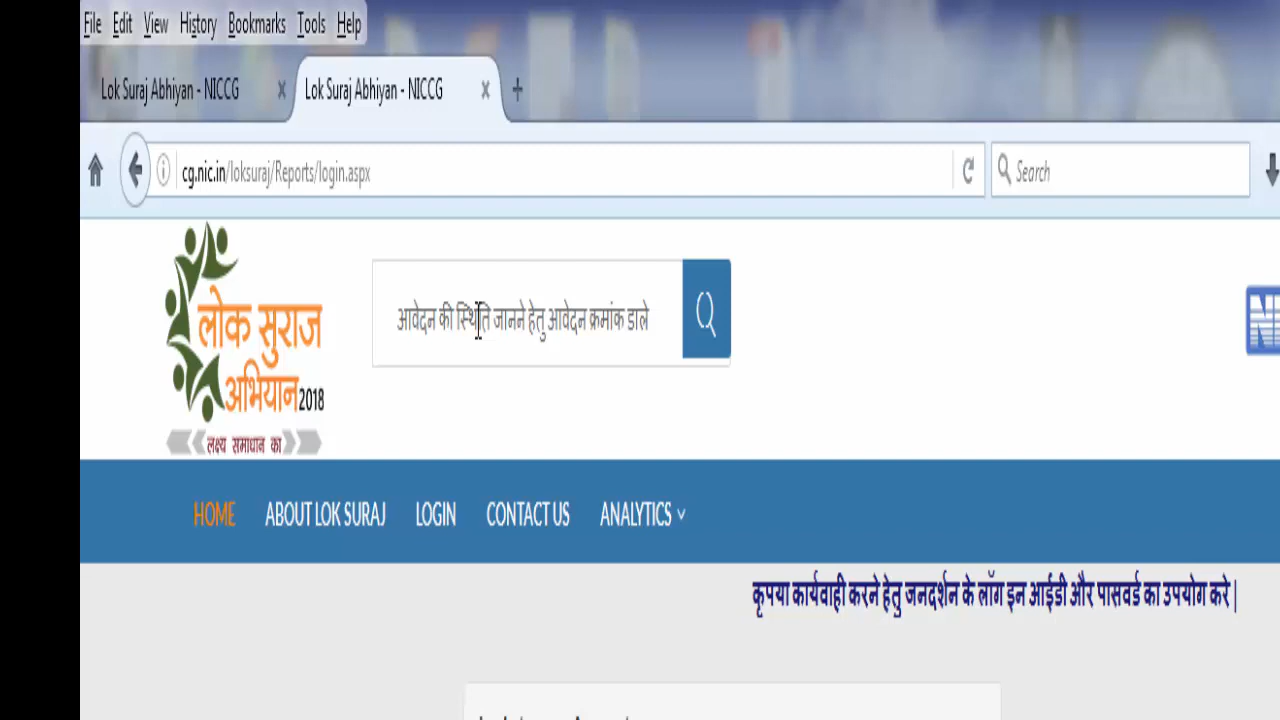 File Edit View History Bookmarks Tools Help
Lok Suraj Abhiyan - NICCG
Lok Suraj Abhiyan - NICCG
cg.nic.in/loksuraj/Reports/login.aspx
Search
लोक सुराज
अभियान2018
लक्ष्य समाधान का
आवेदन की स्थिति जानने हेतु आवेदन क्रमांक डाले
HOME ABOUT LOK SURAJ LOGIN CONTACT US ANALYTICS
कृपया कार्यवाही करने हेतु जनदर्शन के लॉग इन आईडी और पासवर्ड का उपयोग करे|